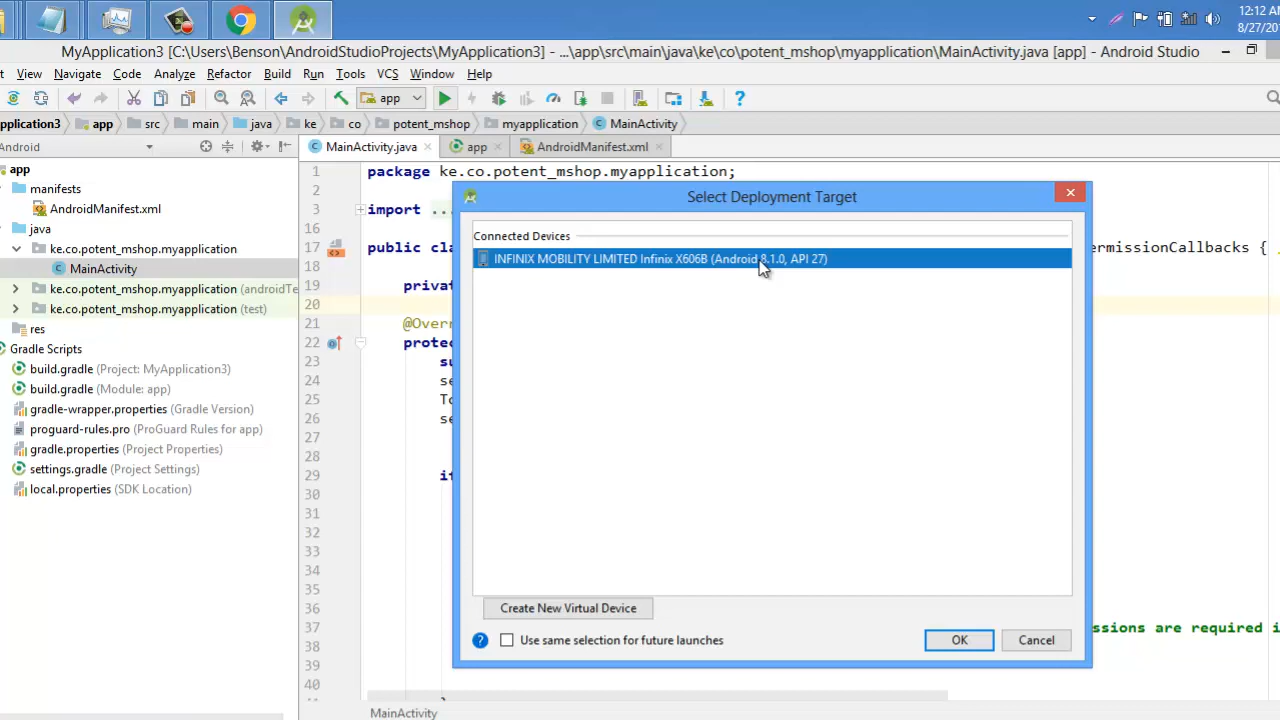 12:12 AM
8/27/20
MyApplication3 [C:\Users\Benson\AndroidStudioProjects\MyApplication3] - ...\app\src\main\java\ke\co\potent_mshop\myapplication\MainActivity.java [app] - Android Studio
t View Navigate Code Analyze Refactor Build Run Tools VCS Window Help
app
pplication3 app src main java ke co potent_mshop myapplication MainActivity
Android
MainActivity.java app AndroidManifest.xml
app
manifests
AndroidManifest.xml
java
ke.co.potent_mshop.myapplication
MainActivity
ke.co.potent_mshop.myapplication (androidTe
ke.co.potent_mshop.myapplication (test)
res
Gradle Scripts
build.gradle (Project: MyApplication3)
build.gradle (Module: app)
gradle-wrapper.properties (Gradle Version)
proguard-rules.pro (ProGuard Rules for app)
gradle.properties (Project Properties)
settings.gradle (Project Settings)
local.properties (SDK Location)
1 package ke.co.potent_mshop.myapplication;
2
3 import ...
16
17 public cla ermissionCallbacks {
18
19 privat
20
21 @Overr
22 protec
23 su
24 se
25 To
26 se
27
28
29 if
30
31
32
33
34
35
36
37 ssions are required i
38
39
40
MainActivity
Select Deployment Target
Connected Devices
INFINIX MOBILITY LIMITED Infinix X606B (Android 8.1.0, API 27)
Create New Virtual Device
Use same selection for future launches
OK
Cancel